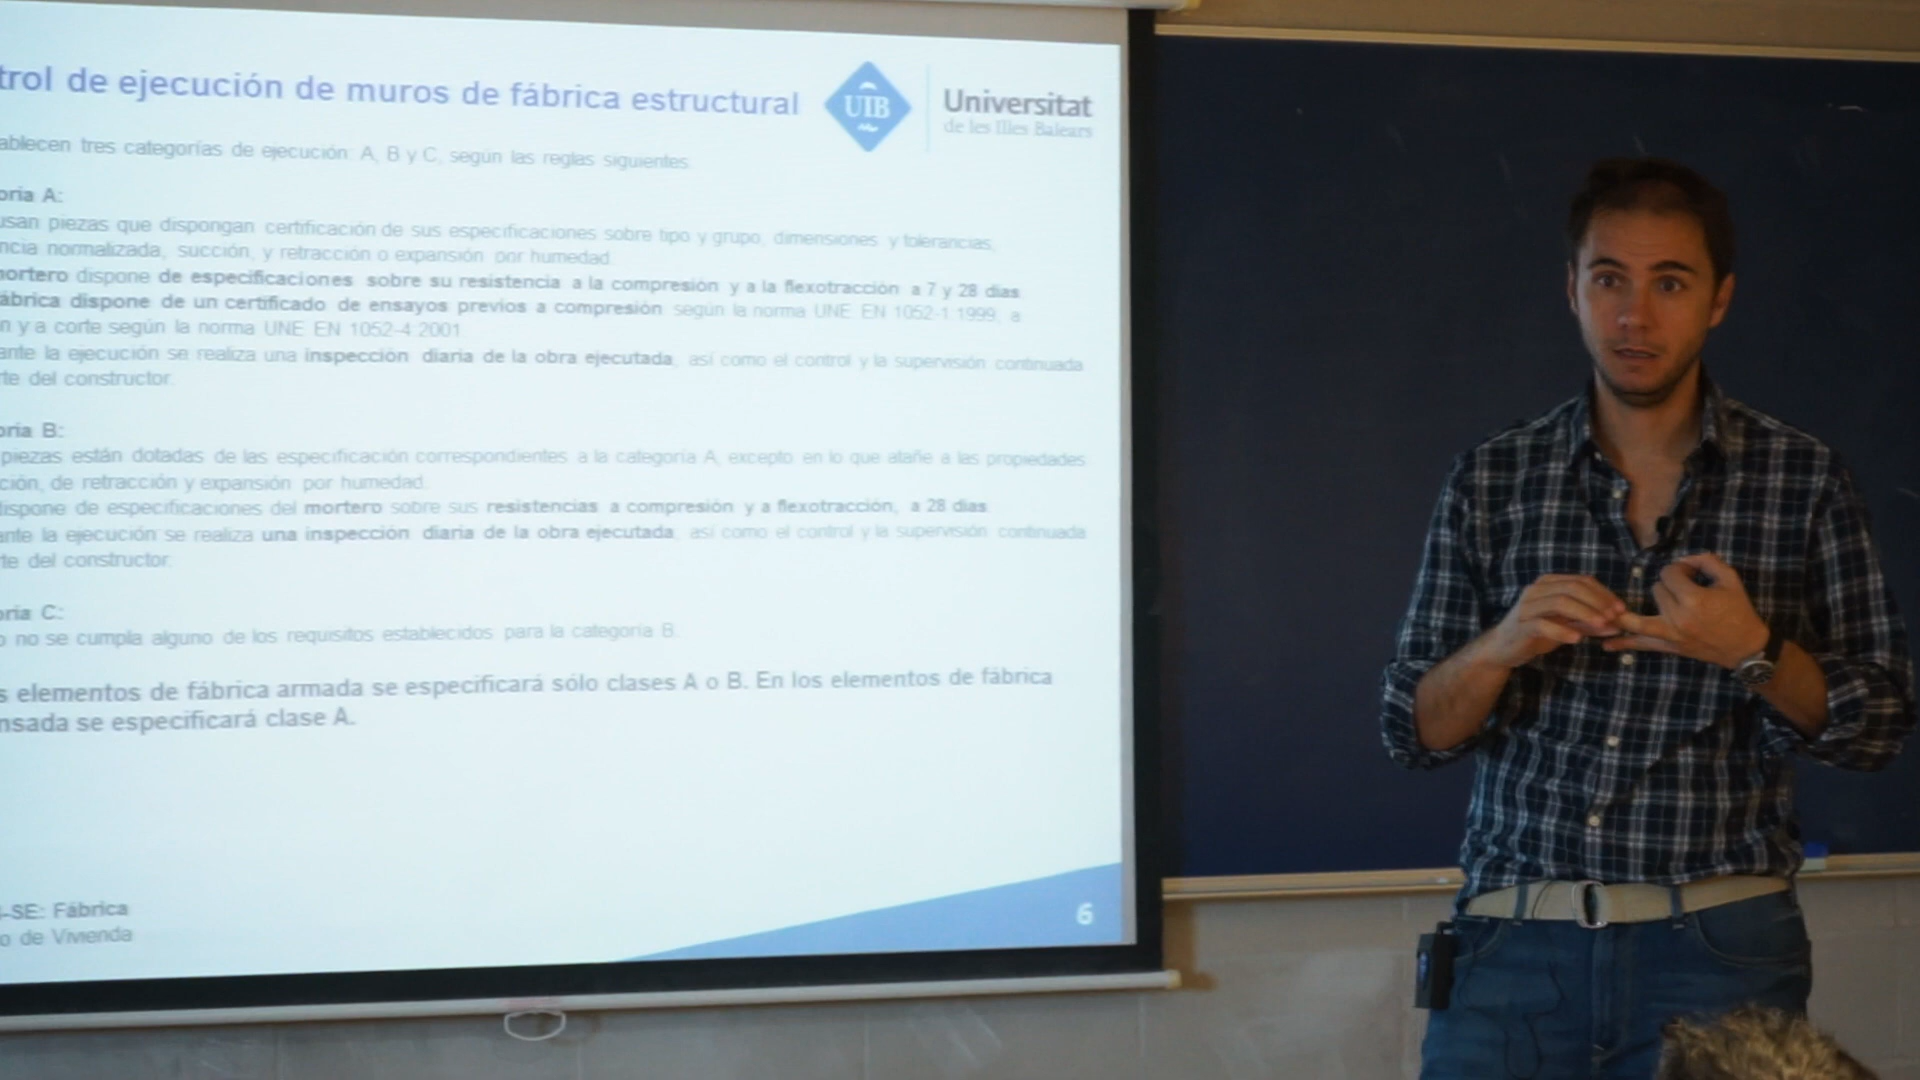 trol de ejecución de muros de fábrica estructural
UIB
Universitat
de les Illes Balears
ablecen tres categorías de ejecución: A, B y C, según las reglas siguientes.
oría A:
usan piezas que dispongan certificación de sus especificaciones sobre tipo y grupo, dimensiones y tolerancias,
ncia normalizada, succión, y retracción o expansión por humedad.
mortero dispone de especificaciones sobre su resistencia a la compresión y a la flexotracción a 7 y 28 días.
ábrica dispone de un certificado de ensayos previos a compresión según la norma UNE EN 1052-1:1999, a
n y a corte según la norma UNE EN 1052-4:2001.
ante la ejecución se realiza una inspección diaria de la obra ejecutada, así como el control y la supervisión continuada
rte del constructor.
oría B:
piezas están dotadas de las especificación correspondientes a la categoría A, excepto en lo que atañe a las propiedades
ción, de retracción y expansión por humedad.
dispone de especificaciones del mortero sobre sus resistencias a compresión y a flexotracción, a 28 días.
ante la ejecución se realiza una inspección diaria de la obra ejecutada, así como el control y la supervisión continuada
rte del constructor.
oría C:
o no se cumpla alguno de los requisitos establecidos para la categoría B.
s elementos de fábrica armada se especificará sólo clases A o B. En los elementos de fábrica
nsada se especificará clase A.
-SE: Fábrica
o de Vivienda
6